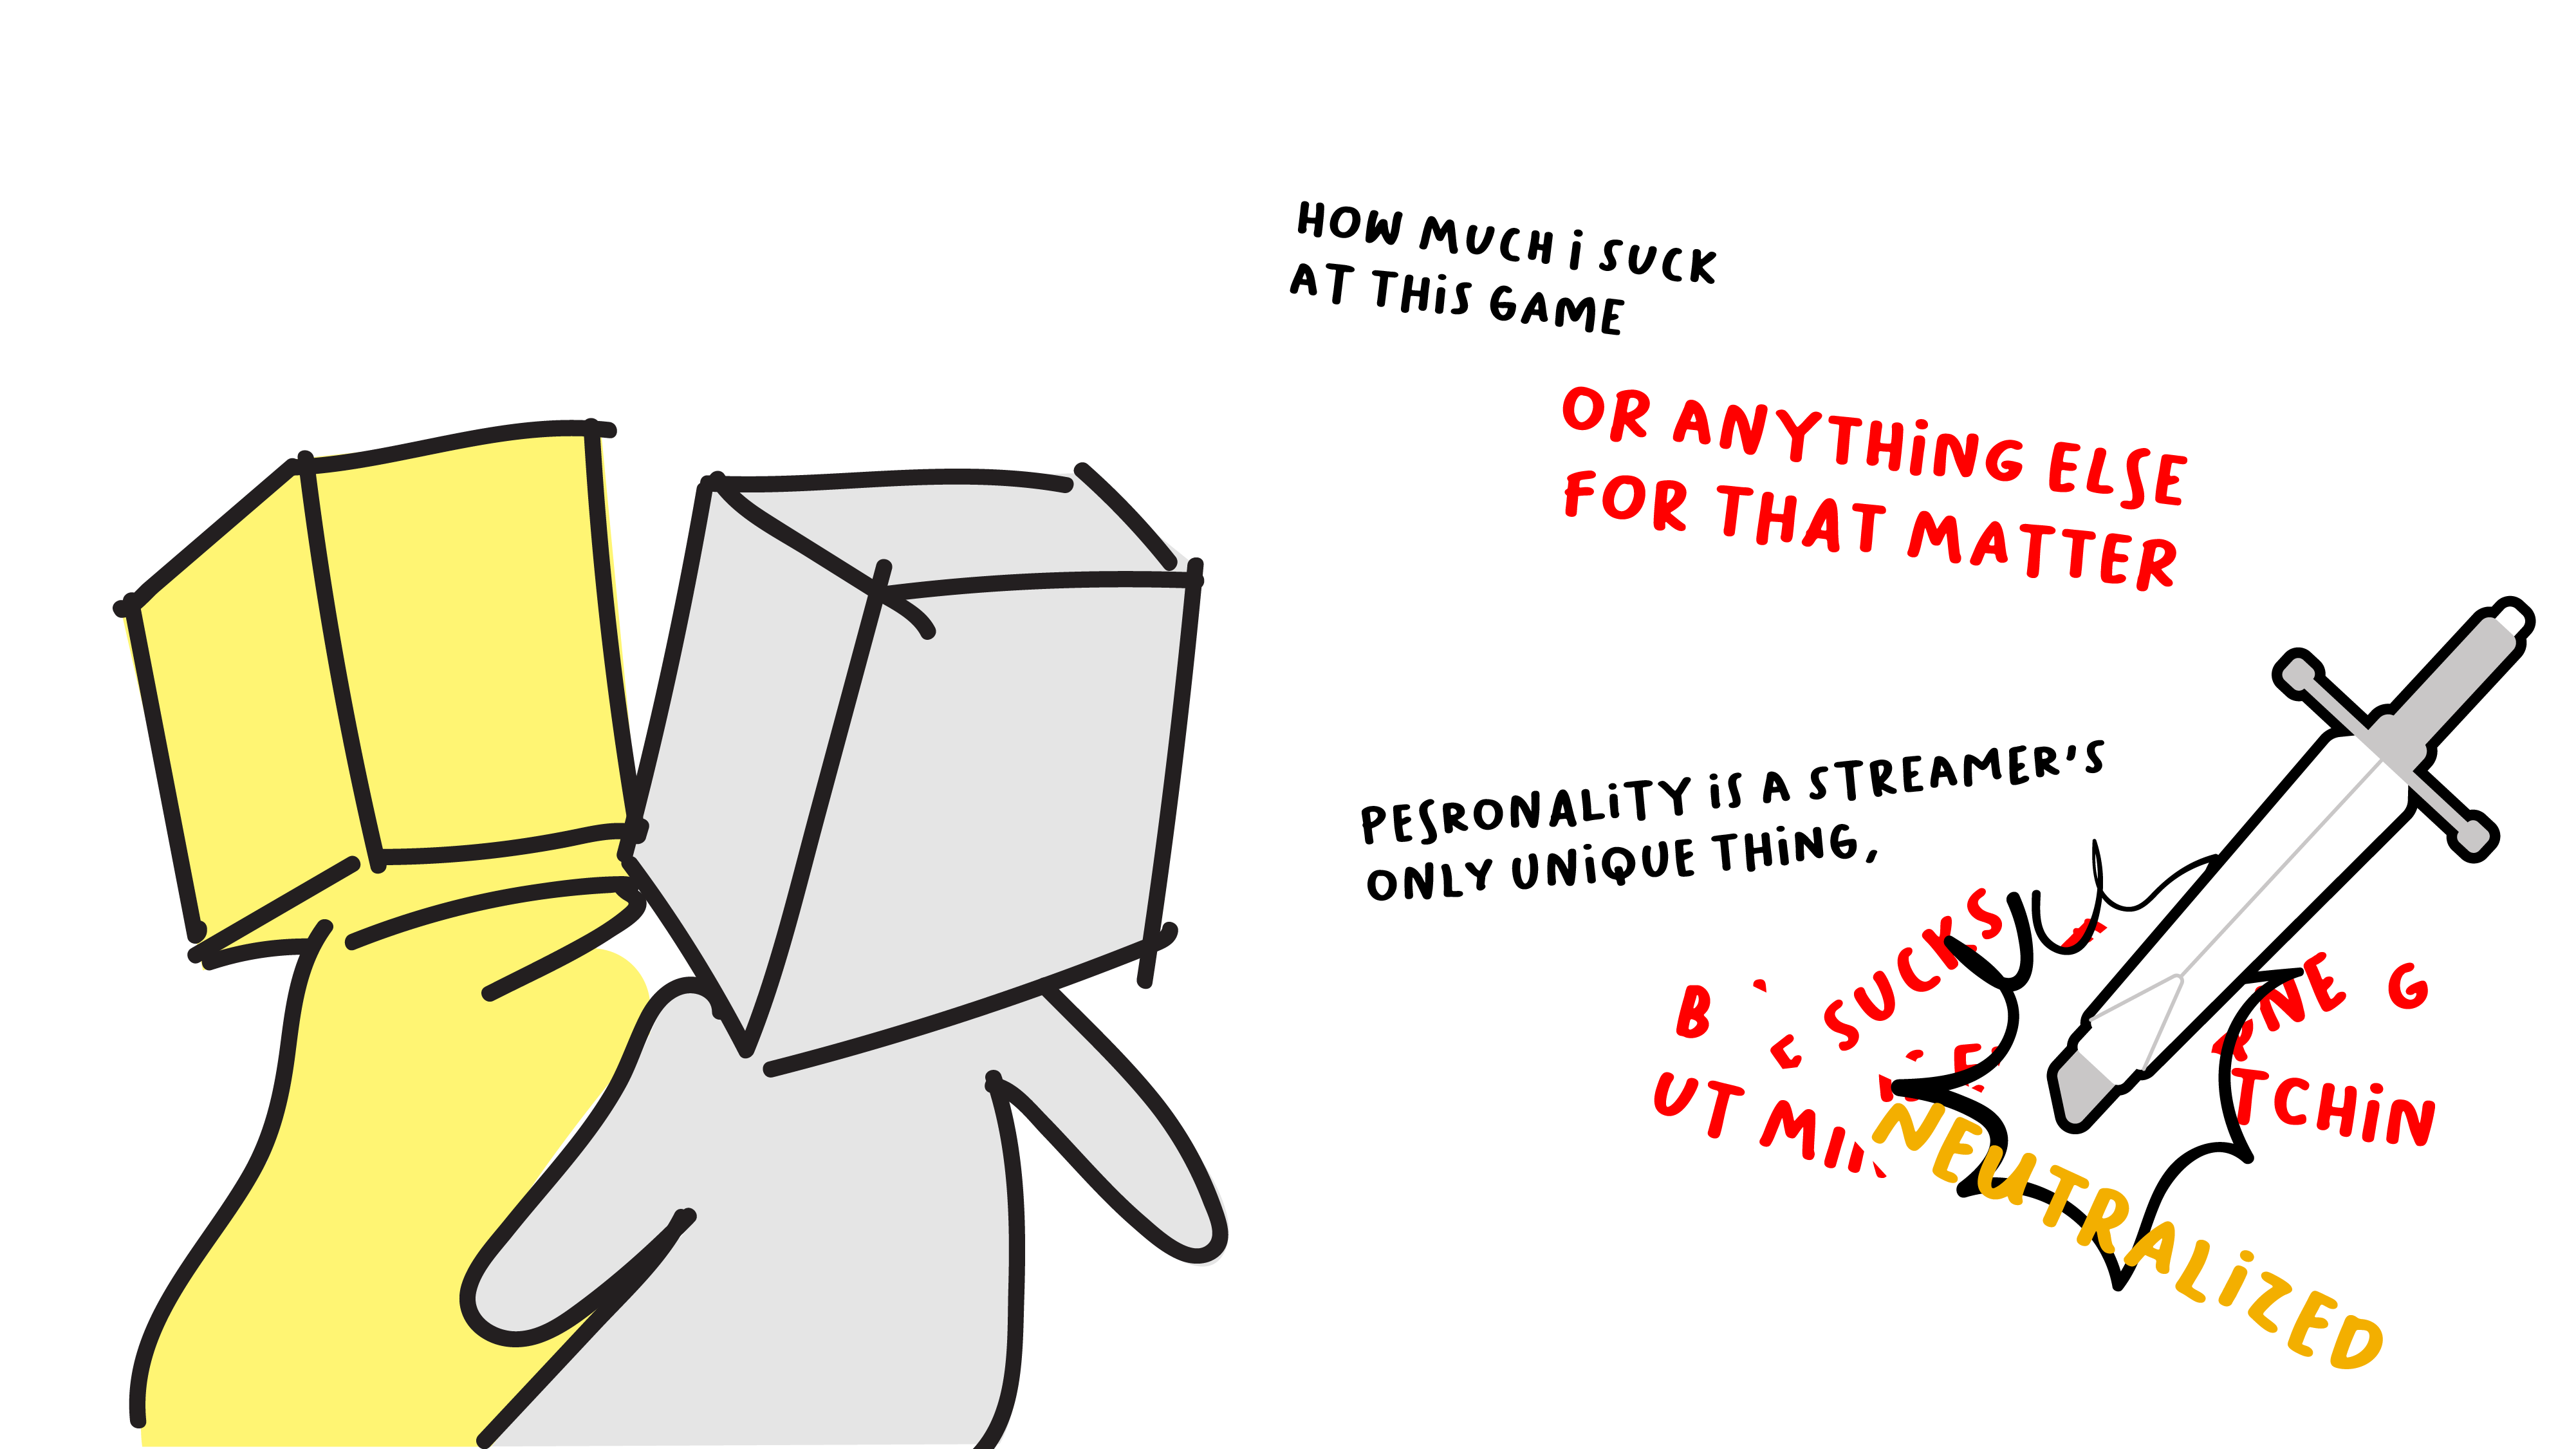 HOW MUCH i SUCK
AT THiS GAME
OR ANYTHiNG ELSE
FOR THAT MATTER
PESRONALiTY iS A STREAMER'S
ONLY UNiQUE THiNG,
SUCKS
NEUTRALiZED